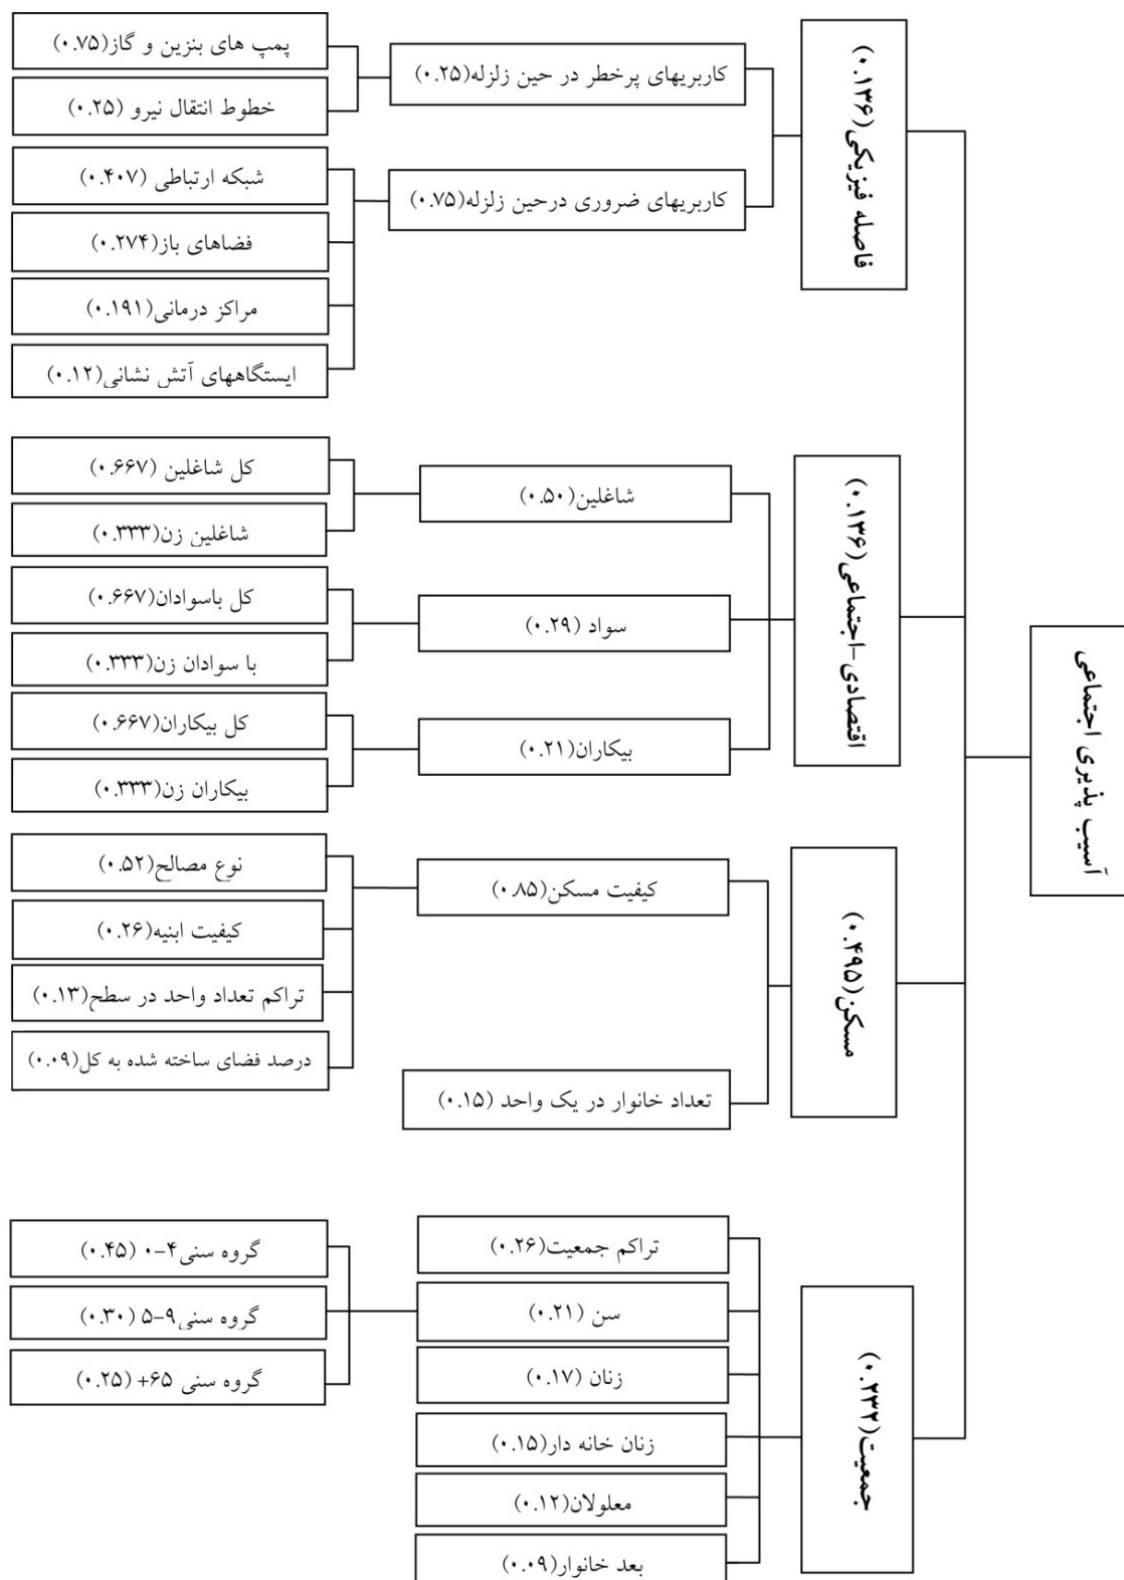 آسیب پذیری اجتماعی
فاصله فیزیکی(۰.۱۳۶)
کاربریهای پرخطر در حین زلزله(۰.۲۵)
پمپ های بنزین و گاز(۰.۷۵)
خطوط انتقال نیرو (۰.۲۵)
کاربریهای ضروری درحین زلزله(۰.۷۵)
شبکه ارتباطی (۰.۴۰۷)
فضاهای باز(۰.۲۷۴)
مراکز درمانی(۰.۱۹۱)
ایستگاههای آتش نشانی(۰.۱۲)
اقتصادی-اجتماعی(۰.۱۳۶)
شاغلین(۰.۵۰)
کل شاغلین (۰.۶۶۷)
شاغلین زن(۰.۳۳۳)
سواد (۰.۲۹)
کل باسوادان(۰.۶۶۷)
با سوادان زن(۰.۳۳۳)
بیکاران(۰.۲۱)
کل بیکاران(۰.۶۶۷)
بیکاران زن(۰.۳۳۳)
مسکن(۰.۴۹۵)
کیفیت مسکن(۰.۸۵)
نوع مصالح(۰.۵۲)
کیفیت ابنیه(۰.۲۶)
تراکم تعداد واحد در سطح(۰.۱۳)
درصد فضای ساخته شده به کل(۰.۰۹)
تعداد خانوار در یک واحد (۰.۱۵)
جمعیت(۰.۲۳۲)
تراکم جمعیت(۰.۲۶)
سن (۰.۲۱)
گروه سنی۴-۰ (۰.۴۵)
گروه سنی۹-۵ (۰.۳۰)
گروه سنی ۶۵+ (۰.۲۵)
زنان (۰.۱۷)
زنان خانه دار(۰.۱۵)
معلولان(۰.۱۲)
بعد خانوار(۰.۰۹)